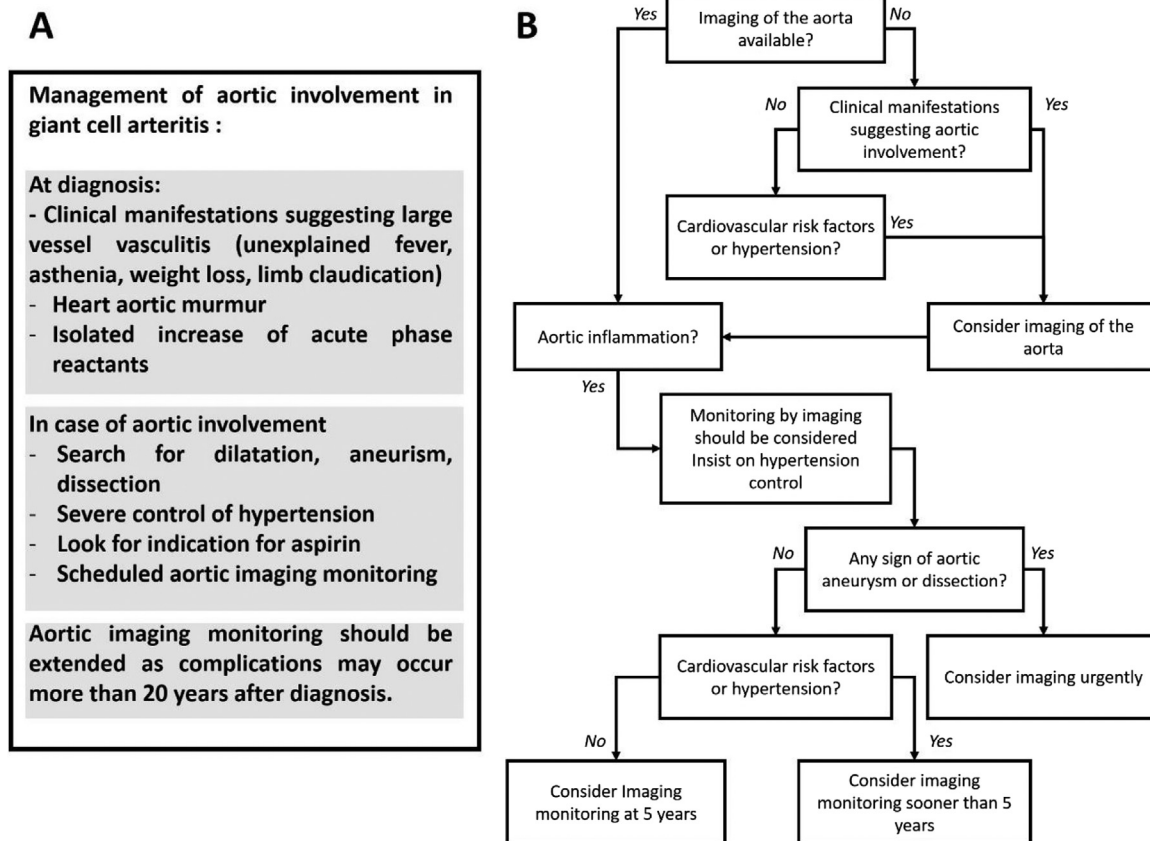 A
Management of aortic involvement in
giant cell arteritis :
At diagnosis:
- Clinical manifestations suggesting large
vessel vasculitis (unexplained fever,
asthenia, weight loss, limb claudication)
- Heart aortic murmur
- Isolated increase of acute phase
reactants
In case of aortic involvement
- Search for dilatation, aneurism,
dissection
- Severe control of hypertension
- Look for indication for aspirin
- Scheduled aortic imaging monitoring
Aortic imaging monitoring should be
extended as complications may occur
more than 20 years after diagnosis.
B
Yes
Imaging of the aorta
available?
No
No
Clinical manifestations
suggesting aortic
involvement?
Yes
Cardiovascular risk factors
or hypertension?
Yes
Aortic inflammation?
Consider imaging of the
aorta
Yes
Monitoring by imaging
should be considered
Insist on hypertension
control
No
Any sign of aortic
aneurysm or dissection?
Yes
Cardiovascular risk factors
or hypertension?
Consider imaging urgently
No
Yes
Consider Imaging
monitoring at 5 years
Consider imaging
monitoring sooner than 5
years